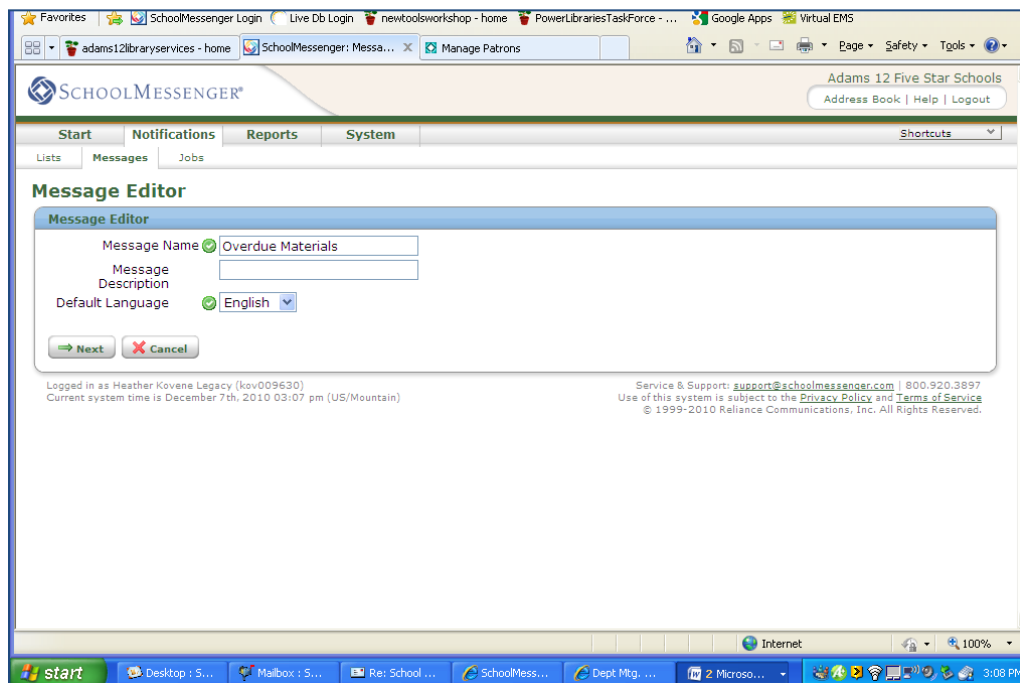 Favorites SchoolMessenger Login Live Db Login newtoolsworkshop - home PowerLibrariesTaskForce - ... Google Apps Virtual EMS
adams12libraryservices - home SchoolMessenger: Messa... X Manage Patrons Page Safety Tools
SCHOOLMESSENGER®
Adams 12 Five Star Schools
Address Book | Help | Logout
Start Notifications Reports System Shortcuts
Lists Messages Jobs
Message Editor
Message Editor
Message Name Overdue Materials
Message
Description
Default Language English
Next Cancel
Logged in as Heather Kovene Legacy (kov009630)
Current system time is December 7th, 2010 03:07 pm (US/Mountain)
Service & Support: support@schoolmessenger.com | 800.920.3897
Use of this system is subject to the Privacy Policy and Terms of Service
© 1999-2010 Reliance Communications, Inc. All Rights Reserved.
Internet 100%
start Desktop : S... Mailbox : S... Re: School ... SchoolMess... Dept Mtg. ... 2 Microso... 3:08 PM